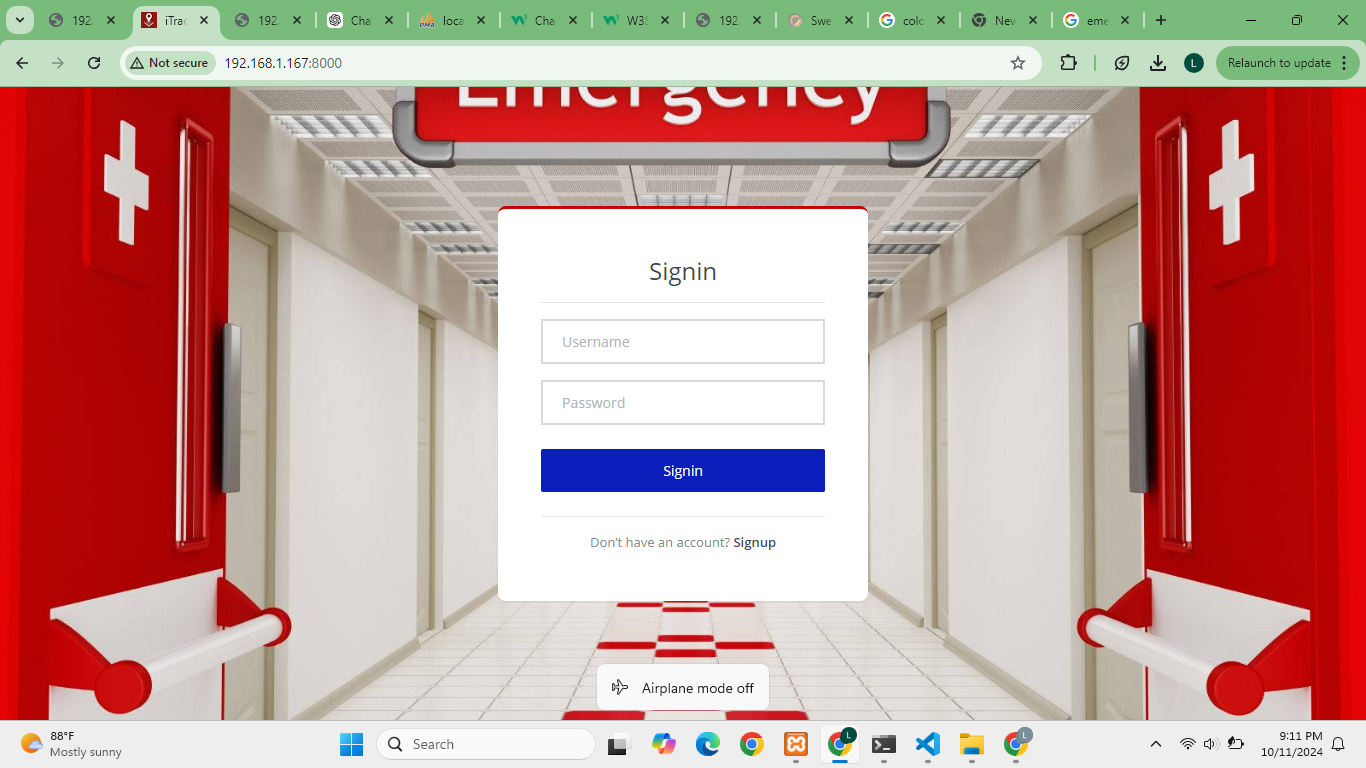 192.
iTrac
192.
Cha
loca
Cha
W3S
192
Swe
colo
New
eme
Not secure
192.168.1.167:8000
L
Relaunch to update
Emergency
Signin
Username
Password
Signin
Don't have an account? Signup
Airplane mode off
88°F
Mostly sunny
Search
L
L
9:11 PM
10/11/2024